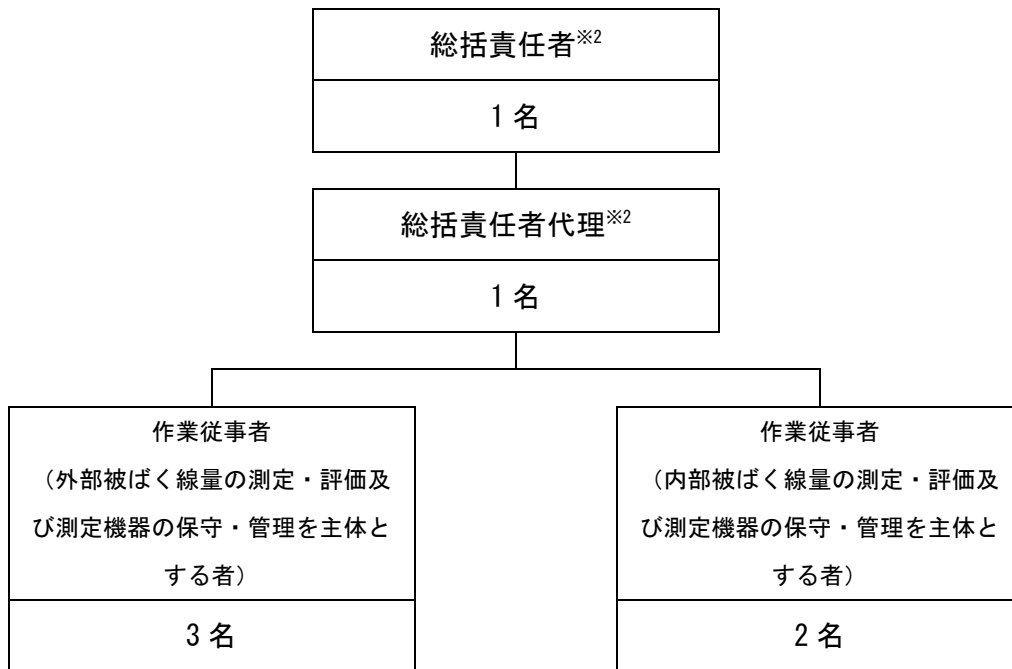 総括責任者※2
1名
総括責任者代理※2
1名
作業従事者
（外部被ばく線量の測定・評価及
び測定機器の保守・管理を主体と
する者）
3名
作業従事者
（内部被ばく線量の測定・評価及
び測定機器の保守・管理を主体と
する者）
2名